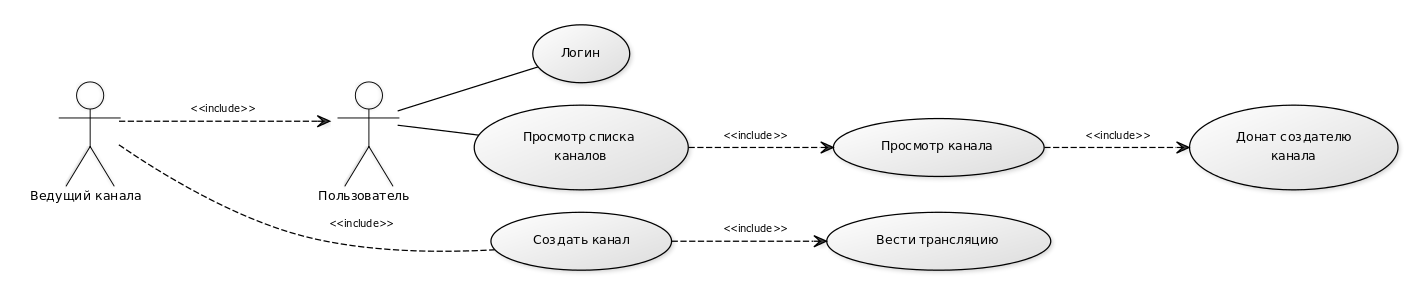 Логин
<<include>>
Ведущий канала
Пользователь
Просмотр списка
каналов
<<include>>
Просмотр канала
<<include>>
Донат создателю
канала
<<include>>
Создать канал
<<include>>
Вести трансляцию